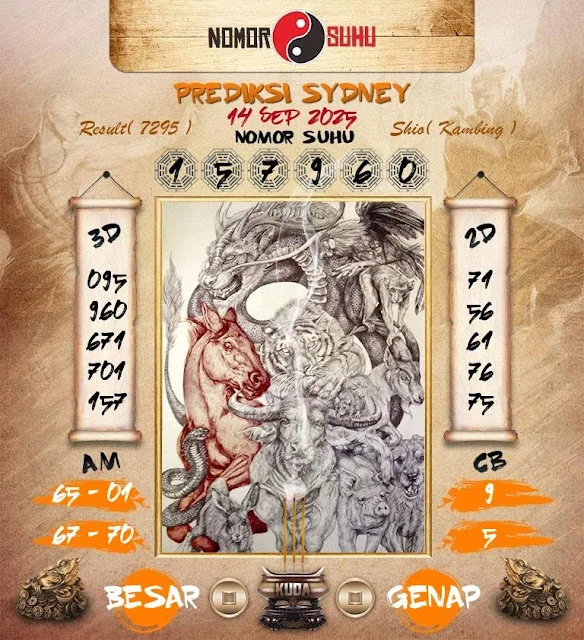 NOMOR SUHU
PREDIKSI SYDNEY
14 SEP 2025
Result( 7295 )
NOMOR SUHU
Shio( Kambing )
1 5 7 9 6 0
3D
095
960
671
701
157
2D
71
56
61
76
75
AM
65 - 01
67 - 70
CB
9
5
BESAR
KUDA
GENAP